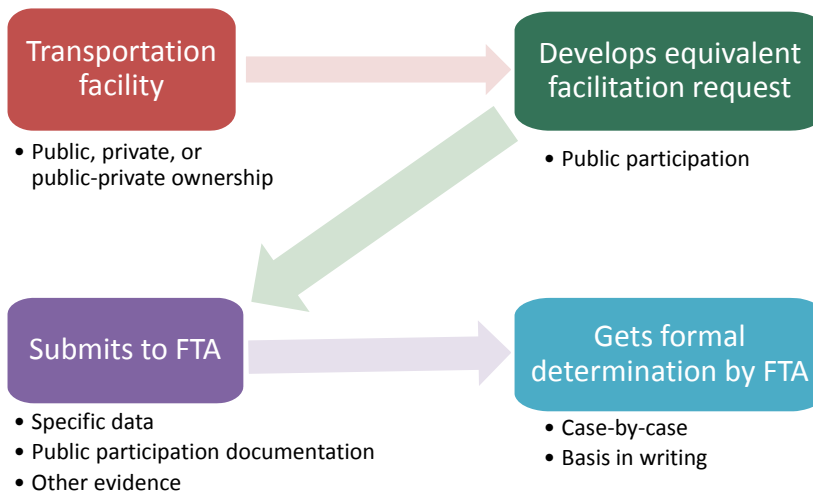 Transportation
facility
• Public, private, or
public-private ownership
Develops equivalent
facilitation request
• Public participation
Submits to FTA
• Specific data
• Public participation documentation
• Other evidence
Gets formal
determination by FTA
• Case-by-case
• Basis in writing